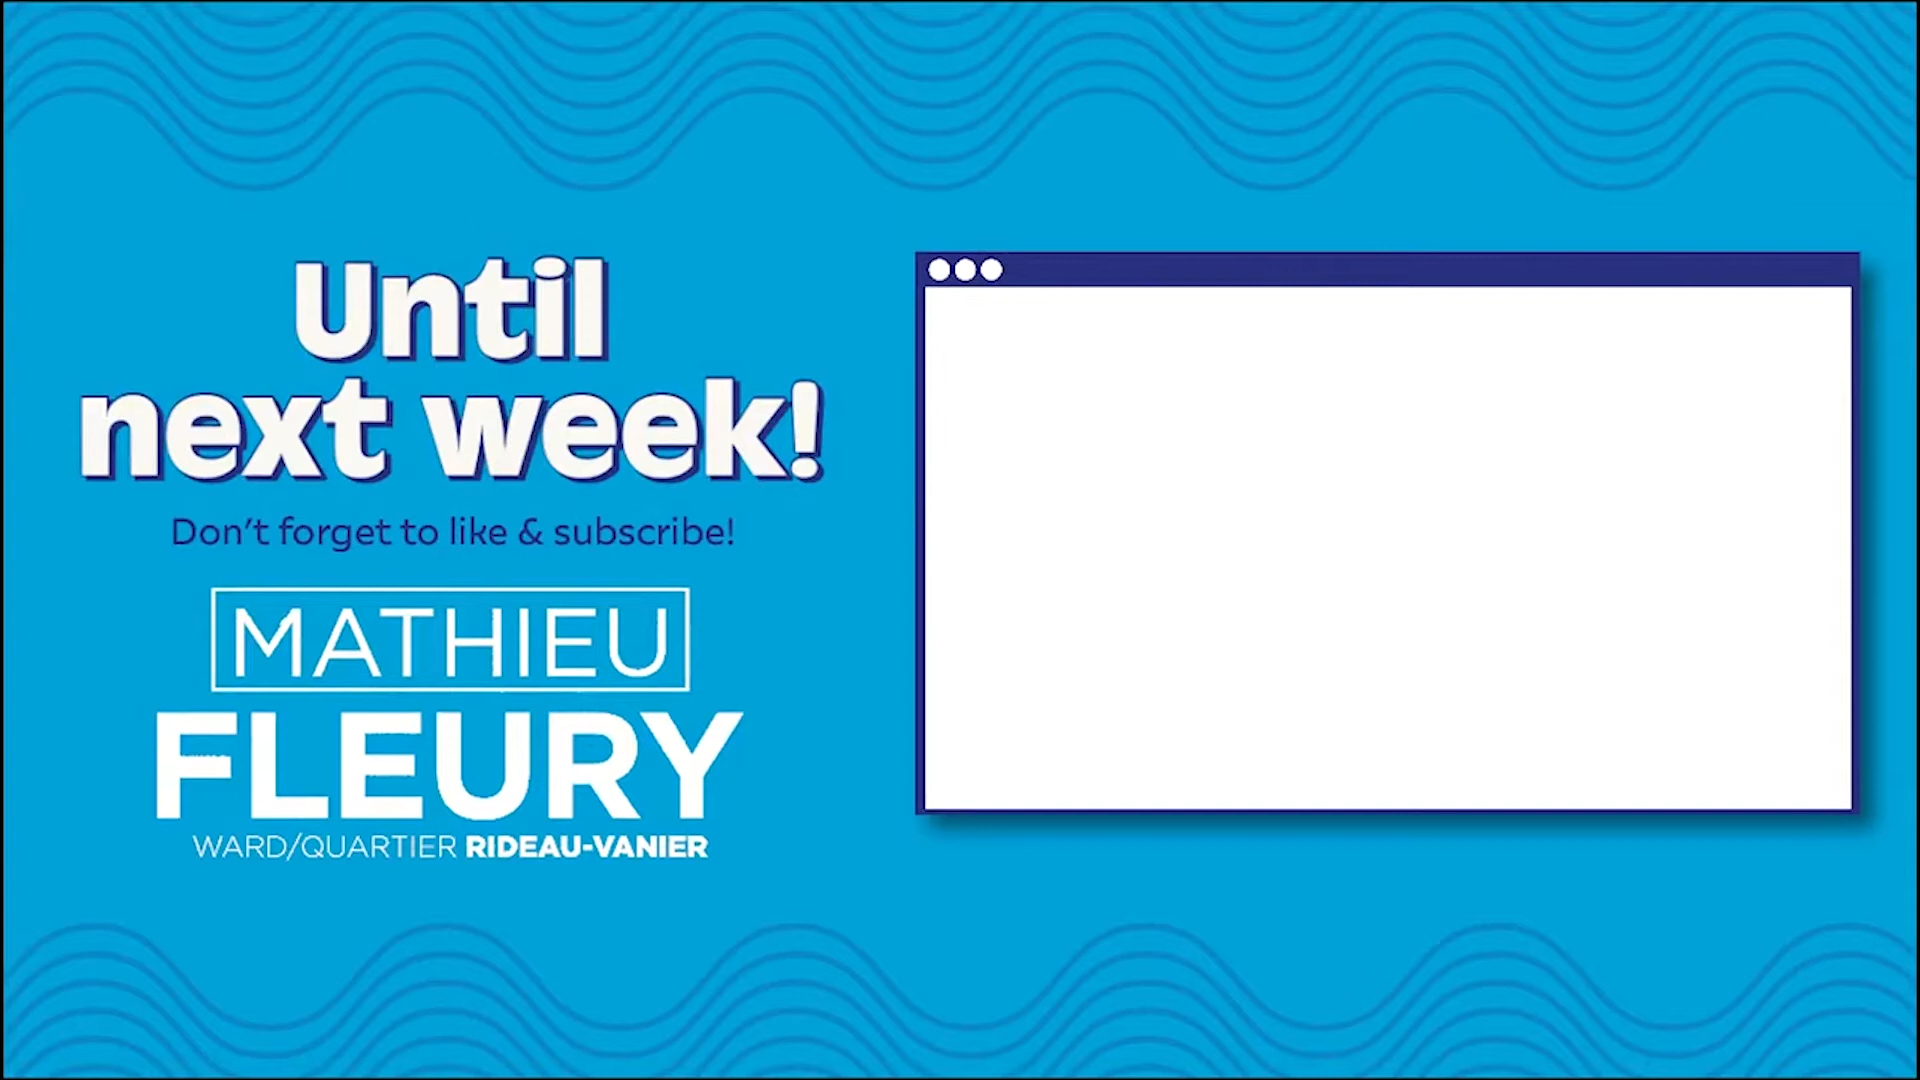 Until
next week!
Don't forget to like & subscribe!
MATHIEU
FLEURY
WARD/QUARTIER RIDEAU-VANIER